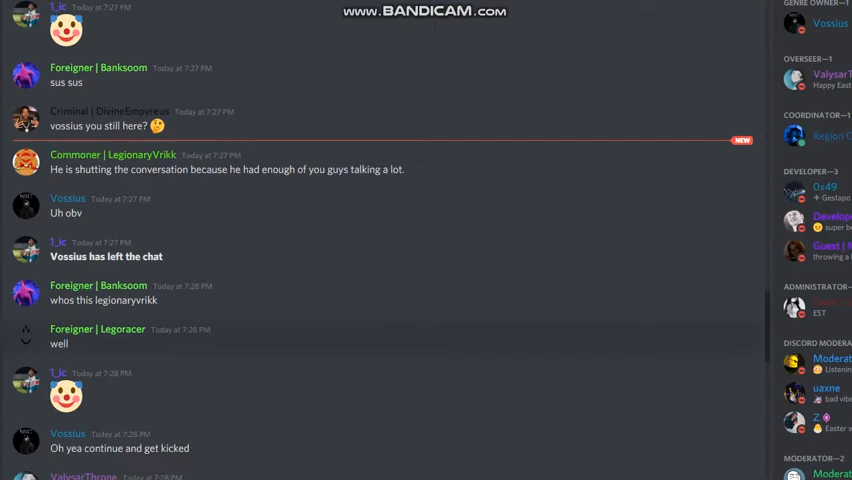 www.BANDICAM.com
1_ic Today at 7:27 PM
Foreigner | Banksoom Today at 7:27 PM
sus sus
Criminal | DivineEmpyreus Today at 7:27 PM
vossius you still here?
NEW
Commoner | LegionaryVrikk Today at 7:27 PM
He is shutting the conversation because he had enough of you guys talking a lot.
Vossius Today at 7:27 PM
Uh obv
1_ic Today at 7:27 PM
Vossius has left the chat
Foreigner | Banksoom Today at 7:28 PM
whos this legionaryvrikk
Foreigner | Legoracer Today at 7:28 PM
well
1_ic Today at 7:28 PM
Vossius Today at 7:28 PM
Oh yea continue and get kicked
ValysarThrone Today at 7:28 PM
GENRE OWNER—1
Vossius
OVERSEER—1
ValysarT
Happy East
COORDINATOR—1
Region C
DEVELOPER—3
0x49
Gestapo
Develope
super b
Guest | M
throwing a
ADMINISTRATOR—
EST
DISCORD MODERA
Moderat
Listening
uaxne
bad vibe
Z
Easter w
MODERATOR—2
Moderat